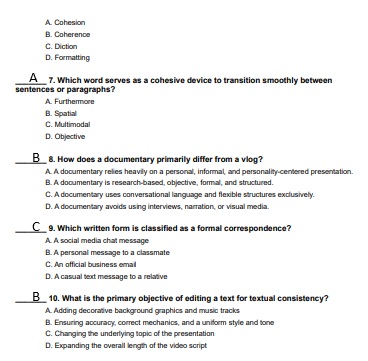 A. Cohesion
B. Coherence
C. Diction
D. Formatting
A 7. Which word serves as a cohesive device to transition smoothly between
sentences or paragraphs?
A. Furthermore
B. Spatial
C. Multimodal
D. Objective
B 8. How does a documentary primarily differ from a vlog?
A. A documentary relies heavily on a personal, informal, and personality-centered presentation.
B. A documentary is research-based, objective, formal, and structured.
C. A documentary uses conversational language and flexible structures exclusively.
D. A documentary avoids using interviews, narration, or visual media.
C 9. Which written form is classified as a formal correspondence?
A. A social media chat message
B. A personal message to a classmate
C. An official business email
D. A casual text message to a relative
B 10. What is the primary objective of editing a text for textual consistency?
A. Adding decorative background graphics and music tracks
B. Ensuring accuracy, correct mechanics, and a uniform style and tone
C. Changing the underlying topic of the presentation
D. Expanding the overall length of the video script